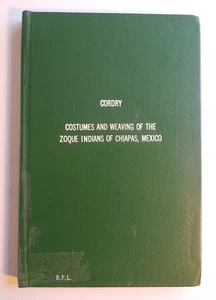 CORDRY
COSTUMES AND WEAVING OF THE
ZOQUE INDIANS OF CHIAPAS, MEXICO
D.P.L.